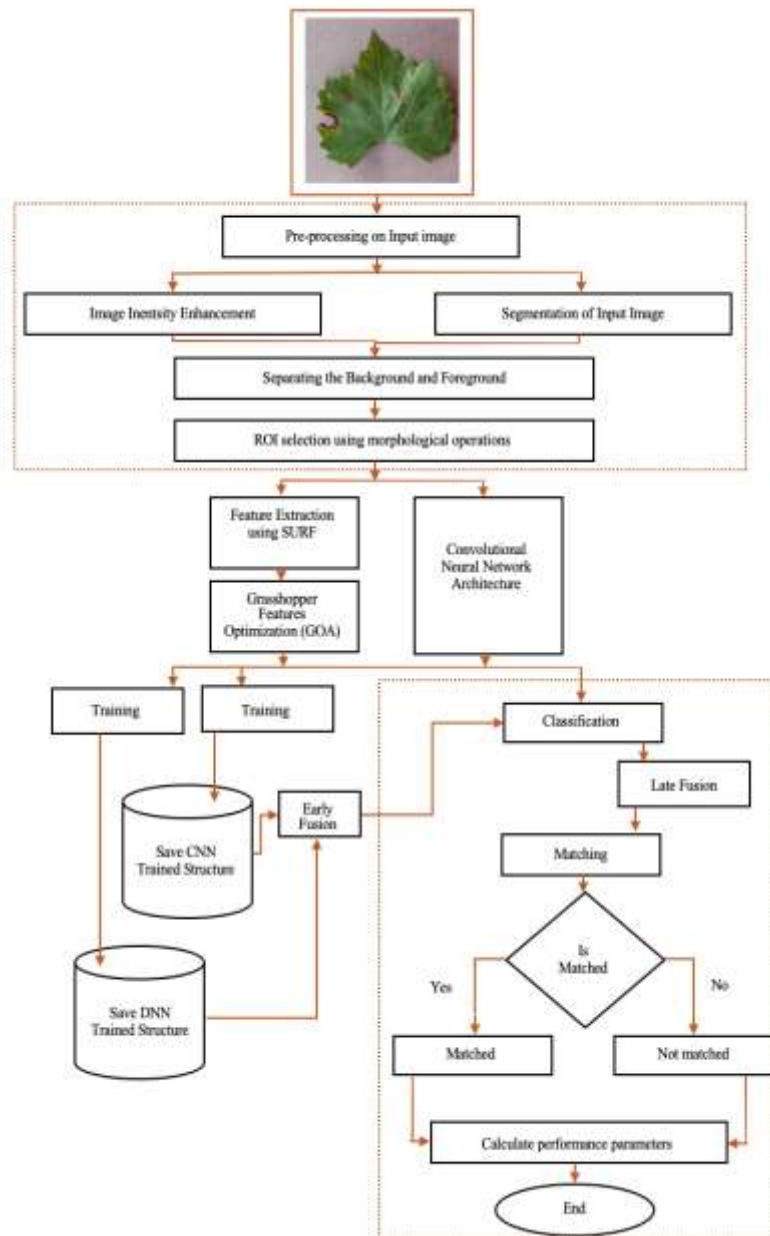 Pre-processing on Input image
Image Inentsity Enhancement
Segmentation of Input Image
Separating the Background and Foreground
ROI selection using morphological operations
Feature Extraction
using SURF
Convolutional
Neural Network
Architecture
Grasshopper
Features
Optimization (GOA)
Training
Training
Classification
Late Fusion
Early
Fusion
Save CNN
Trained Structure
Matching
Is
Matched
Yes
No
Save DNN
Trained Structure
Matched
Not matched
Calculate performance parameters
End